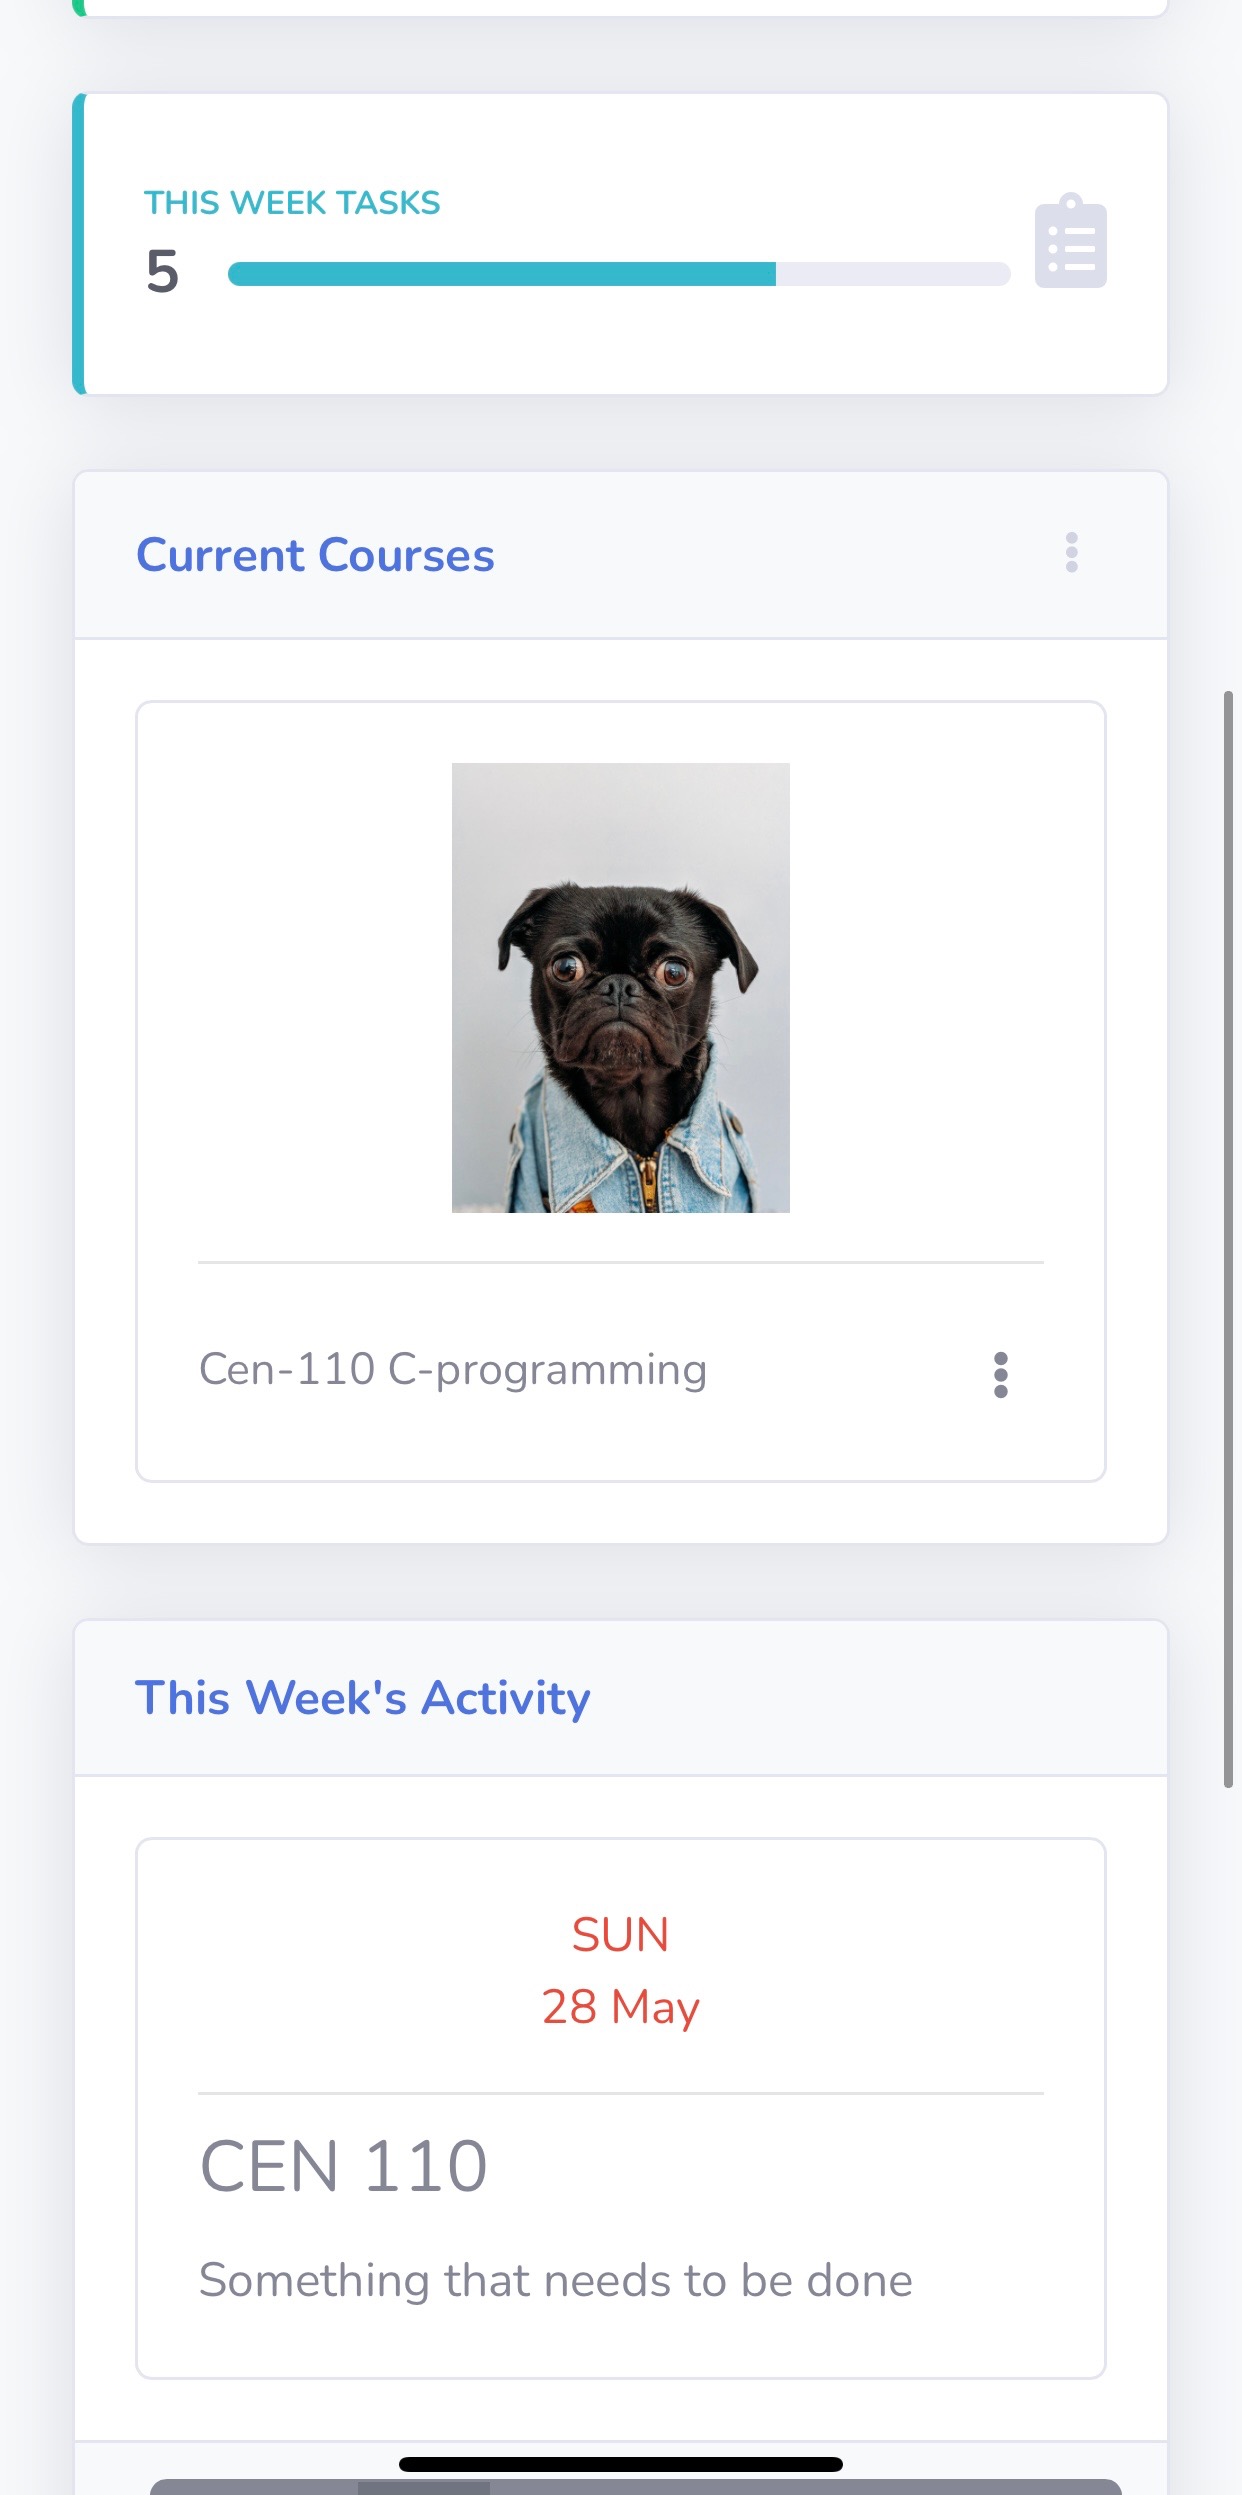 THIS WEEK TASKS
5
Current Courses
Cen-110 C-programming
This Week's Activity
SUN
28 May
CEN 110
Something that needs to be done